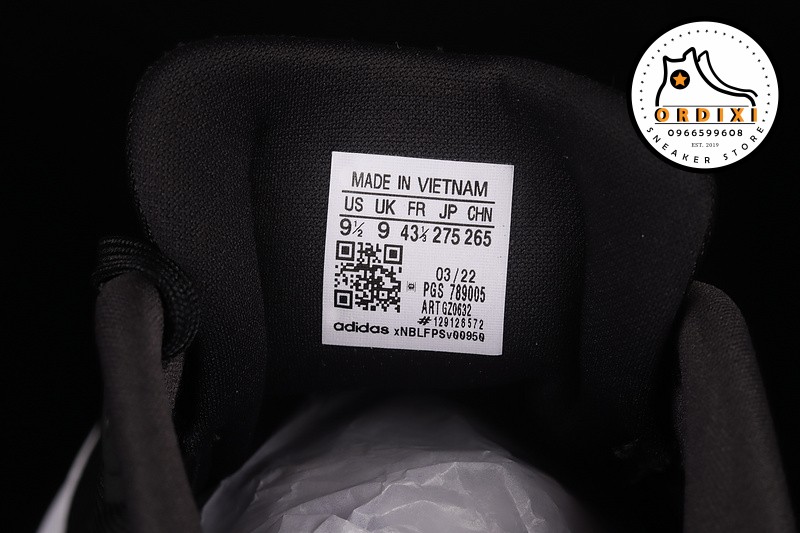 ORDIXI
0966599608
EST. 2019
SNEAKER STORE
MADE IN VIETNAM
US UK FR JP CHN
9½ 9 43⅓ 275 265
03/22
PGS 789005
ART GZ0632
# 129126572
adidas xNBLFPSv0095Q